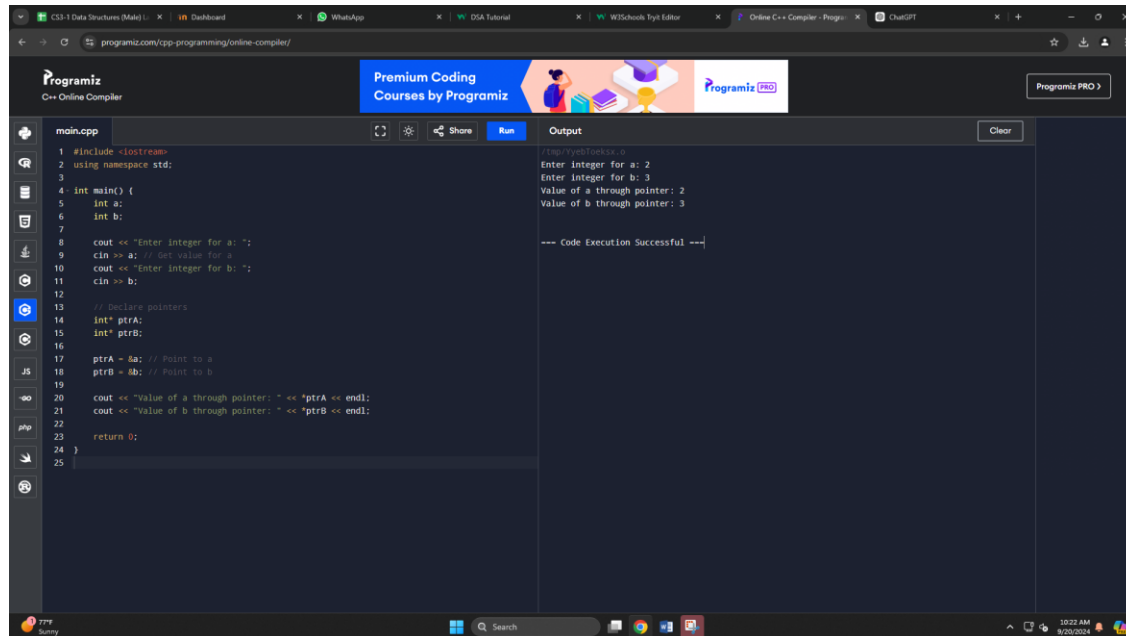 CS3-1 Data Structures (Male) L
Dashboard
WhatsApp
DSA Tutorial
W3Schools Tryit Editor
Online C++ Compiler - Progra
ChatGPT
programiz.com/cpp-programming/online-compiler/
Programiz
C++ Online Compiler
Premium Coding
Courses by Programiz
Programiz PRO
Programiz PRO >
main.cpp
Share
Run
Output
Clear
1 #include <iostream>
2 using namespace std;
3
4 int main() {
5 int a;
6 int b;
7
8 cout << "Enter integer for a: ";
9 cin >> a; // Get value for a
10 cout << "Enter integer for b: ";
11 cin >> b;
12
13 // Declare pointers
14 int* ptrA;
15 int* ptrB;
16
17 ptrA = &a; // Point to a
18 ptrB = &b; // Point to b
19
20 cout << "Value of a through pointer: " << *ptrA << endl;
21 cout << "Value of b through pointer: " << *ptrB << endl;
22
23 return 0;
24 }
25
/tmp/YyebToeksx.o
Enter integer for a: 2
Enter integer for b: 3
Value of a through pointer: 2
Value of b through pointer: 3
=== Code Execution Successful ===
JS
GO
php
77°F
Sunny
Search
10:22 AM
9/20/2024